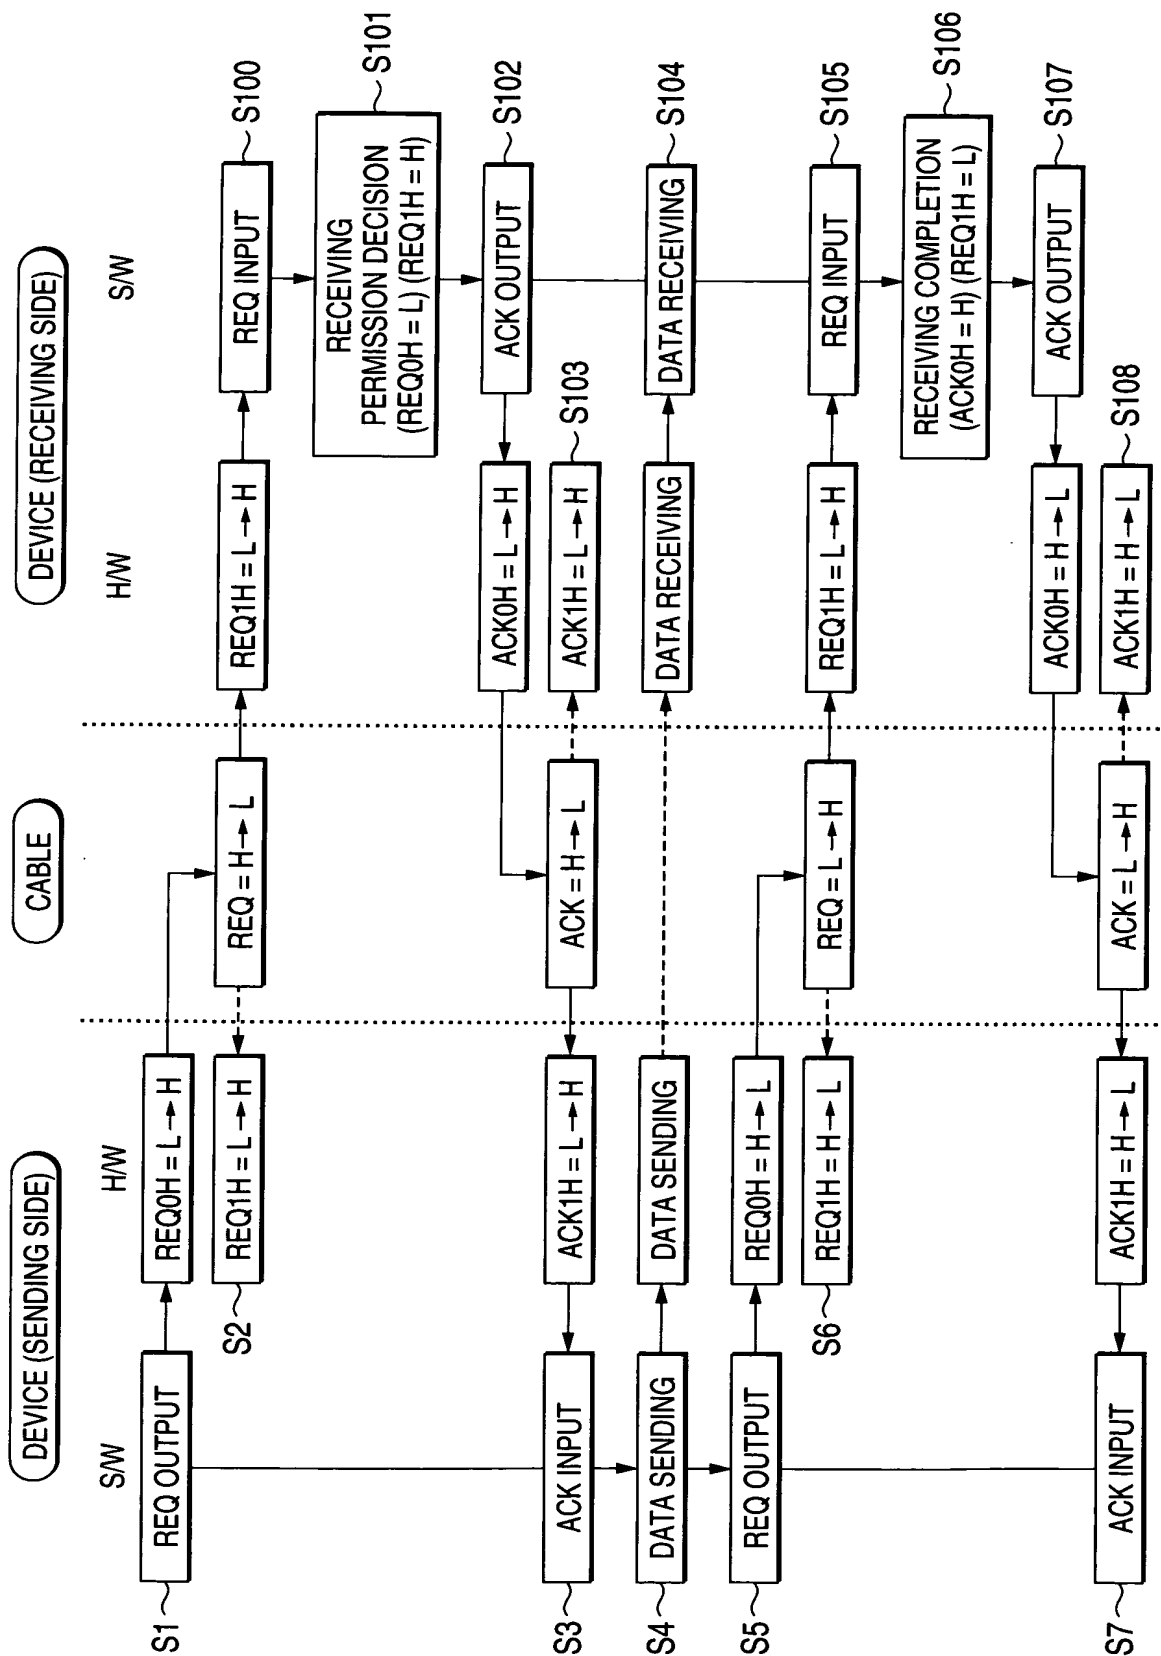 DEVICE (SENDING SIDE)
CABLE
DEVICE (RECEIVING SIDE)
S/W
H/W
H/W
S/W
S1
REQ OUTPUT
REQ0H = L → H
S2
REQ1H = L → H
REQ = H → L
REQ1H = L → H
REQ INPUT
S100
RECEIVING
PERMISSION DECISION
(REQ0H = L) (REQ1H = H)
S101
ACK0H = L → H
ACK OUTPUT
S102
S3
ACK INPUT
ACK1H = L → H
ACK = H → L
ACK1H = L → H
S103
S4
DATA SENDING
DATA SENDING
DATA RECEIVING
DATA RECEIVING
S104
S5
REQ OUTPUT
REQ0H = H → L
S6
REQ1H = H → L
REQ = L → H
REQ1H = L → H
REQ INPUT
S105
RECEIVING COMPLETION
(ACK0H = H) (REQ1H = L)
S106
ACK0H = H → L
ACK OUTPUT
S107
S7
ACK INPUT
ACK1H = H → L
ACK = L → H
ACK1H = H → L
S108